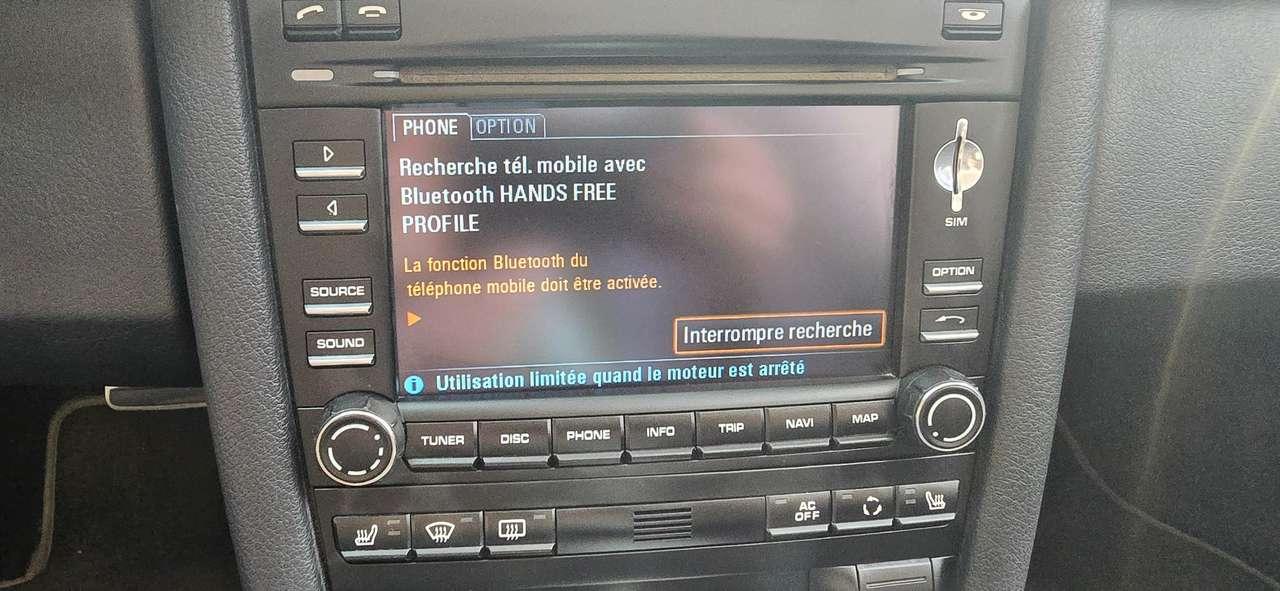 PHONE OPTION
Recherche tél. mobile avec
Bluetooth HANDS FREE
PROFILE
La fonction Bluetooth du
téléphone mobile doit être activée.
Interrompre recherche
Utilisation limitée quand le moteur est arrêté
SIM
OPTION
SOURCE
SOUND
TUNER DISC PHONE INFO TRIP NAVI MAP
AC
OFF